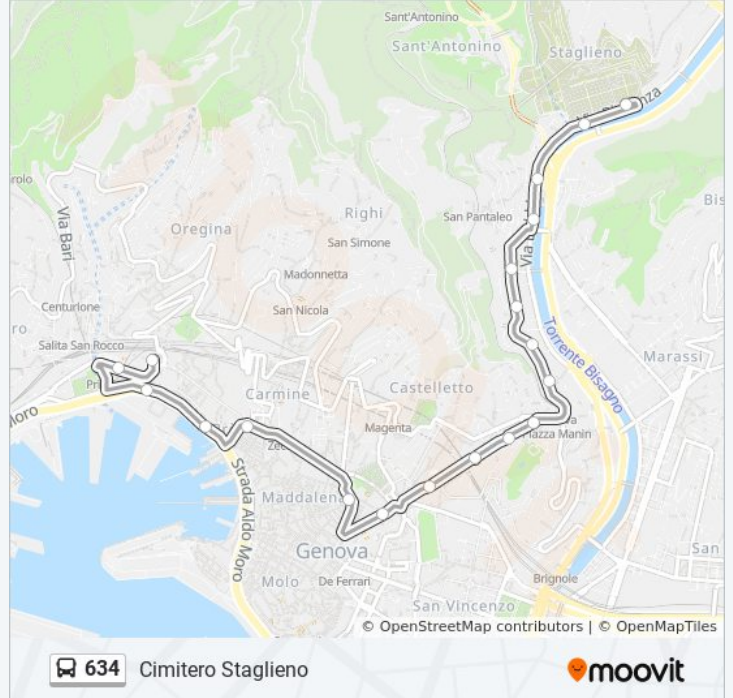 Sant'Antonino
Sant'Antonino
Staglieno
San Pantaleo
Righi
Oregina
San Simone
Via Bari
Madonnetta
Centurione
San Nicola
Salita San Rocco
Torrente Bisagno
Marassi
Carmine
Castelletto
Magenta
Piazza Manin
Strada Aldo Moro
Maddalena
Genova
Molo
De Ferrari
Brignole
San Vincenzo
San
© OpenStreetMap contributors | © OpenMapTiles
634 Cimitero Staglieno
moovit